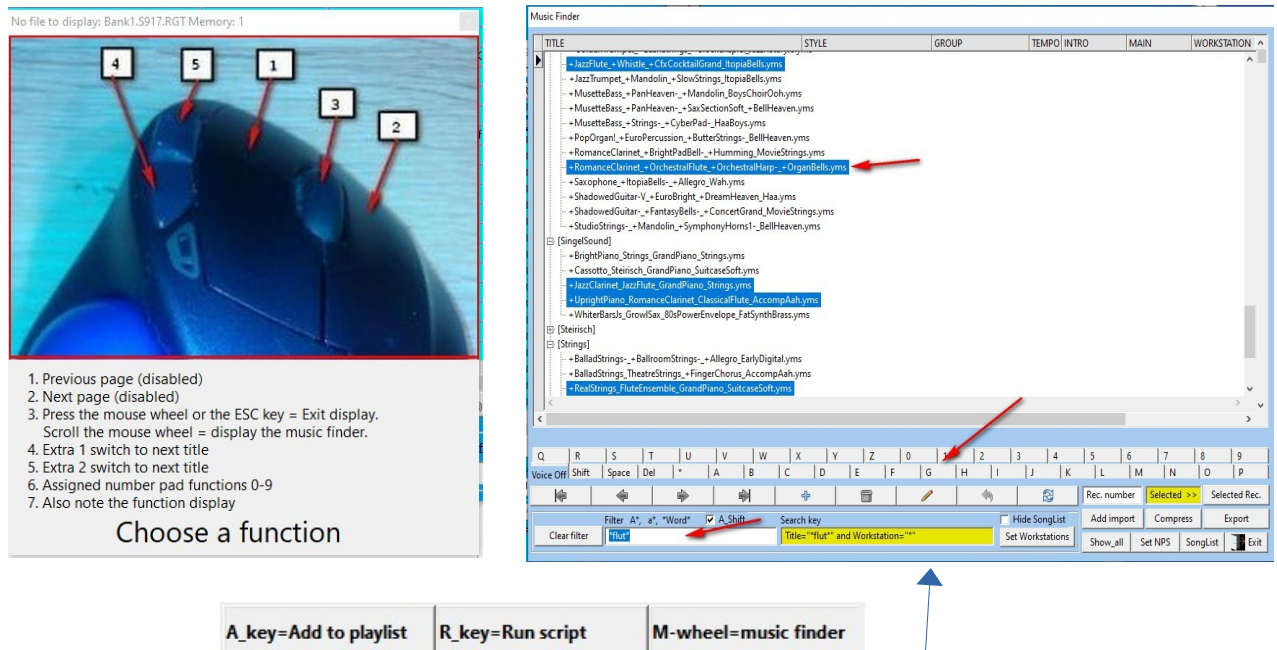 No file to display: Bank1.S917.RGT Memory: 1
4
5
1
3
2
1. Previous page (disabled)
2. Next page (disabled)
3. Press the mouse wheel or the ESC key = Exit display.
Scroll the mouse wheel = display the music finder.
4. Extra 1 switch to next title
5. Extra 2 switch to next title
6. Assigned number pad functions 0-9
7. Also note the function display
Choose a function
Music Finder
TITLE STYLE GROUP TEMPO INTRO MAIN WORKSTATION
+JazzFlute_+Whistle_+CfxCocktailGrand_ItopiaBells.yms
+JazzTrumpet_+Mandolin_+SlowStrings_ItopiaBells.yms
+MusetteBass_+PanHeaven-_+Mandolin_BoysChoirOoh.yms
+MusetteBass_+PanHeaven-_+SaxSectionSoft_+BellHeaven.yms
+MusetteBass_+Strings-_+CyberPad-_HaaBoys.yms
+PopOrgan!_+EuroPercussion_+ButterStrings-_BellHeaven.yms
+RomanceClarinet_+BrightPadBell-_+Humming_MovieStrings.yms
+RomanceClarinet_+OrchestralFlute_+OrchestralHarp-_+OrganBells.yms
+Saxophone_+ItopiaBells-_+Allegro_Wah.yms
+ShadowedGuitar-V_+EuroBright_+DreamHeaven_Haa.yms
+ShadowedGuitar-_+FantasyBells-_+ConcertGrand_MovieStrings.yms
+StudioStrings-_+Mandolin_+SymphonyHorns1-_BellHeaven.yms
[SingelSound]
+BrightPiano_Strings_GrandPiano_Strings.yms
+Cassotto_Steirisch_GrandPiano_SuitcaseSoft.yms
+JazzClarinet_JazzFlute_GrandPiano_Strings.yms
+UprightPiano_RomanceClarinet_ClassicalFlute_AccompAah.yms
+WhiterBarsJs_GrowlSax_80sPowerEnvelope_FatSynthBrass.yms
[Steirisch]
[Strings]
+BalladStrings-_+BallroomStrings-_+Allegro_EarlyDigital.yms
+BalladStrings_TheatreStrings_+FingerChorus_AccompAah.yms
+RealStrings_FluteEnsemble_GrandPiano_SuitcaseSoft.yms
Q R S T U V W X Y Z 0 1 2 3 4 5 6 7 8 9
Voice Off Shift Space Del * A B C D E F G H I J K L M N O P
Rec. number Selected >> Selected Rec.
Filter A*, a*, *Word* A_Shift Search key Hide SongList Add import Compress Export
Clear filter *flut* Title="*flut*" and Workstation="*" Set Workstations Show_all Set NPS SongList Exit
A_key=Add to playlist R_key=Run script M-wheel=music finder